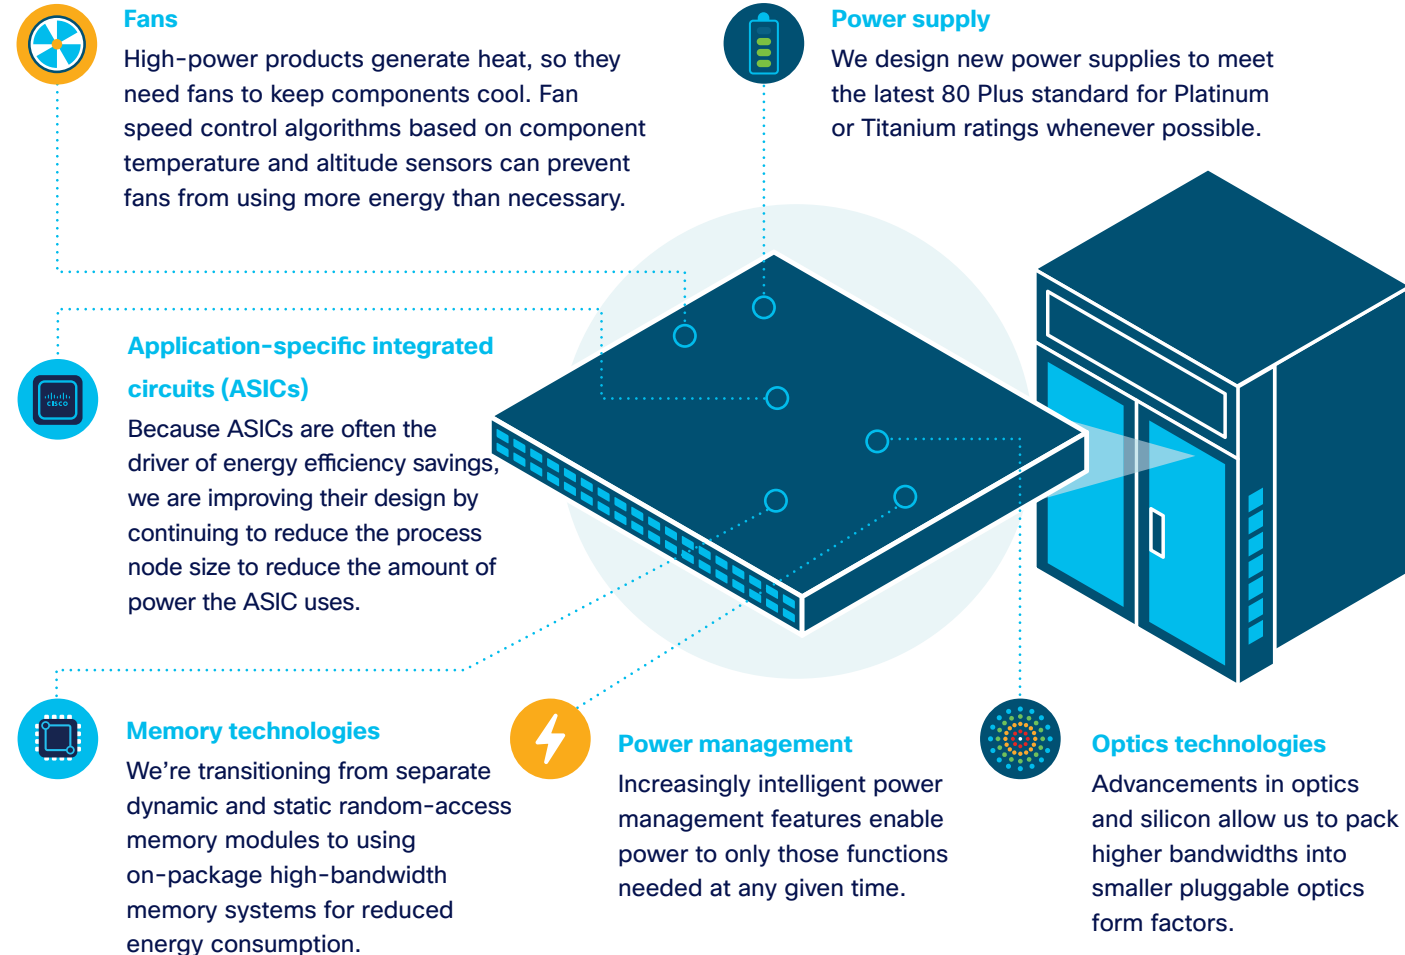 Fans
High-power products generate heat, so they
need fans to keep components cool. Fan
speed control algorithms based on component
temperature and altitude sensors can prevent
fans from using more energy than necessary.
Power supply
We design new power supplies to meet
the latest 80 Plus standard for Platinum
or Titanium ratings whenever possible.
Application-specific integrated
circuits (ASICs)
Because ASICs are often the
driver of energy efficiency savings,
we are improving their design by
continuing to reduce the process
node size to reduce the amount of
power the ASIC uses.
CISCO
Memory technologies
We're transitioning from separate
dynamic and static random-access
memory modules to using
on-package high-bandwidth
memory systems for reduced
energy consumption.
Power management
Increasingly intelligent power
management features enable
power to only those functions
needed at any given time.
Optics technologies
Advancements in optics
and silicon allow us to pack
higher bandwidths into
smaller pluggable optics
form factors.